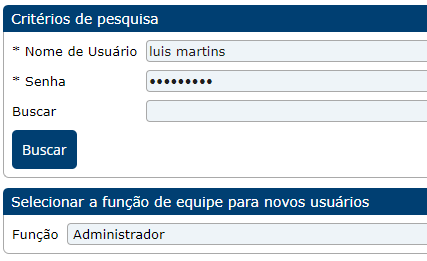 Critérios de pesquisa
* Nome de Usuário luis martins
* Senha •••••••••
Buscar
Buscar
Selecionar a função de equipe para novos usuários
Função Administrador